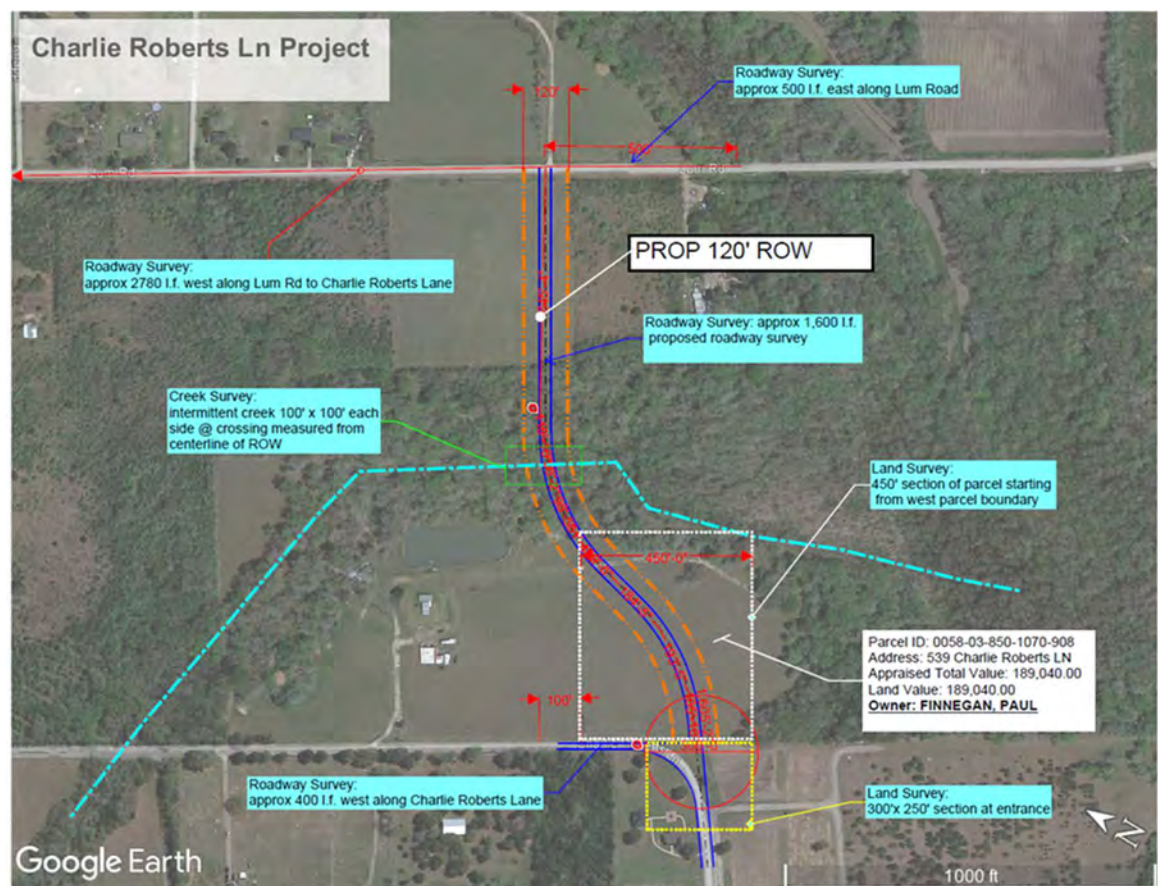 Charlie Roberts Ln Project
Roadway Survey:
approx 500 l.f. east along Lum Road
120'
500'
Lum Rd
PROP 120' ROW
Roadway Survey:
approx 2780 l.f. west along Lum Rd to Charlie Roberts Lane
Roadway Survey: approx 1,600 l.f.
proposed roadway survey
Creek Survey:
intermittent creek 100' x 100' each
side @ crossing measured from
centerline of ROW
Land Survey:
450' section of parcel starting
from west parcel boundary
450'-0"
Parcel ID: 0058-03-850-1070-908
Address: 539 Charlie Roberts LN
Appraised Total Value: 189,040.00
Land Value: 189,040.00
Owner: FINNEGAN, PAUL
100'
Roadway Survey:
approx 400 l.f. west along Charlie Roberts Lane
Land Survey:
300'x 250' section at entrance
Google Earth
1000 ft
N